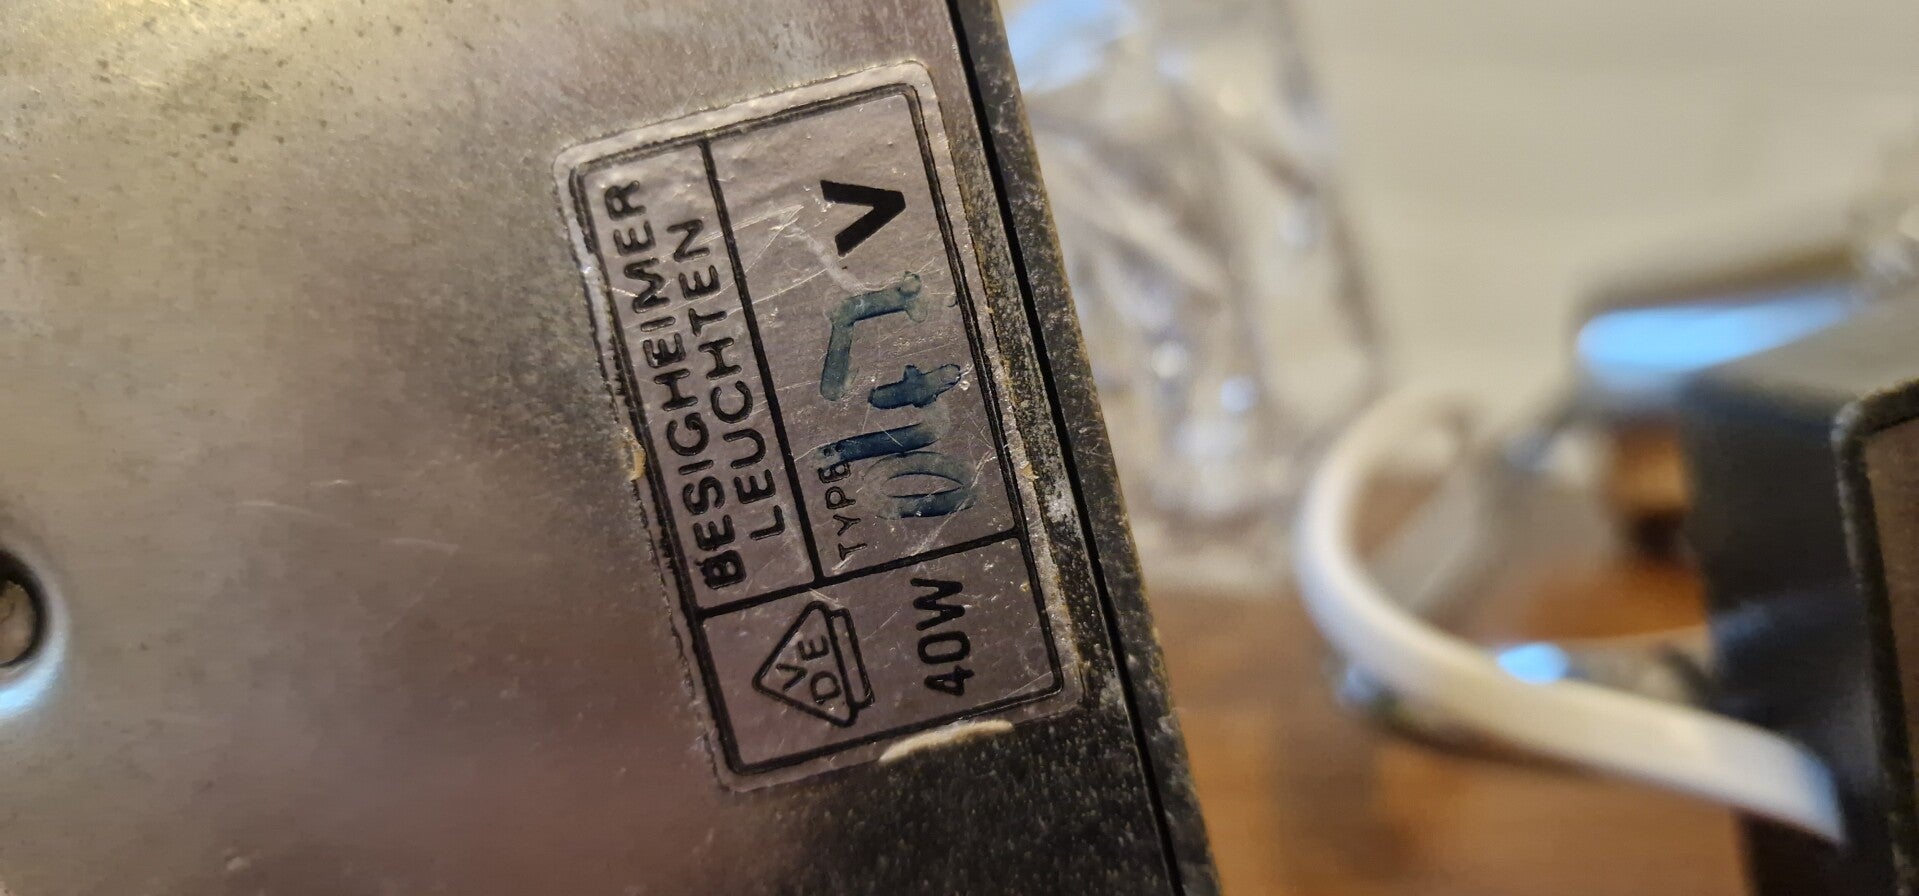 VDE
BESIGHEIMER
LEUCHTEN
TYPE:
40W
V